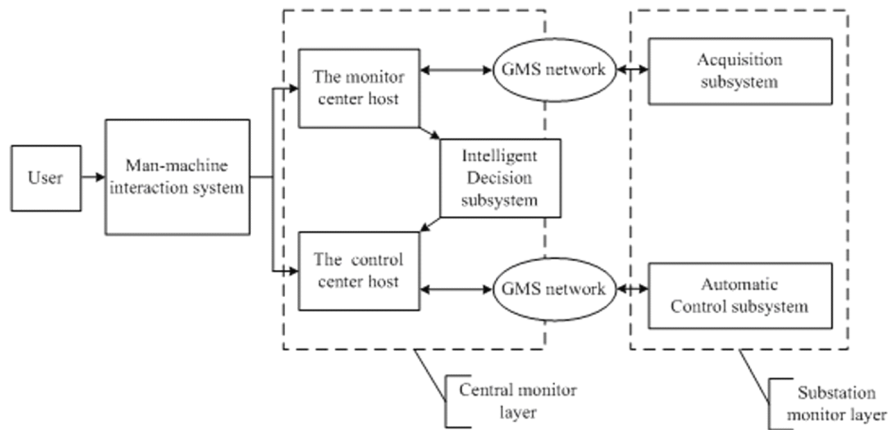 The monitor
center host
GMS network
Acquisition
subsystem
User
Man-machine
interaction system
Intelligent
Decision
subsystem
The control
center host
GMS network
Automatic
Control subsystem
Central monitor
layer
Substation
monitor layer